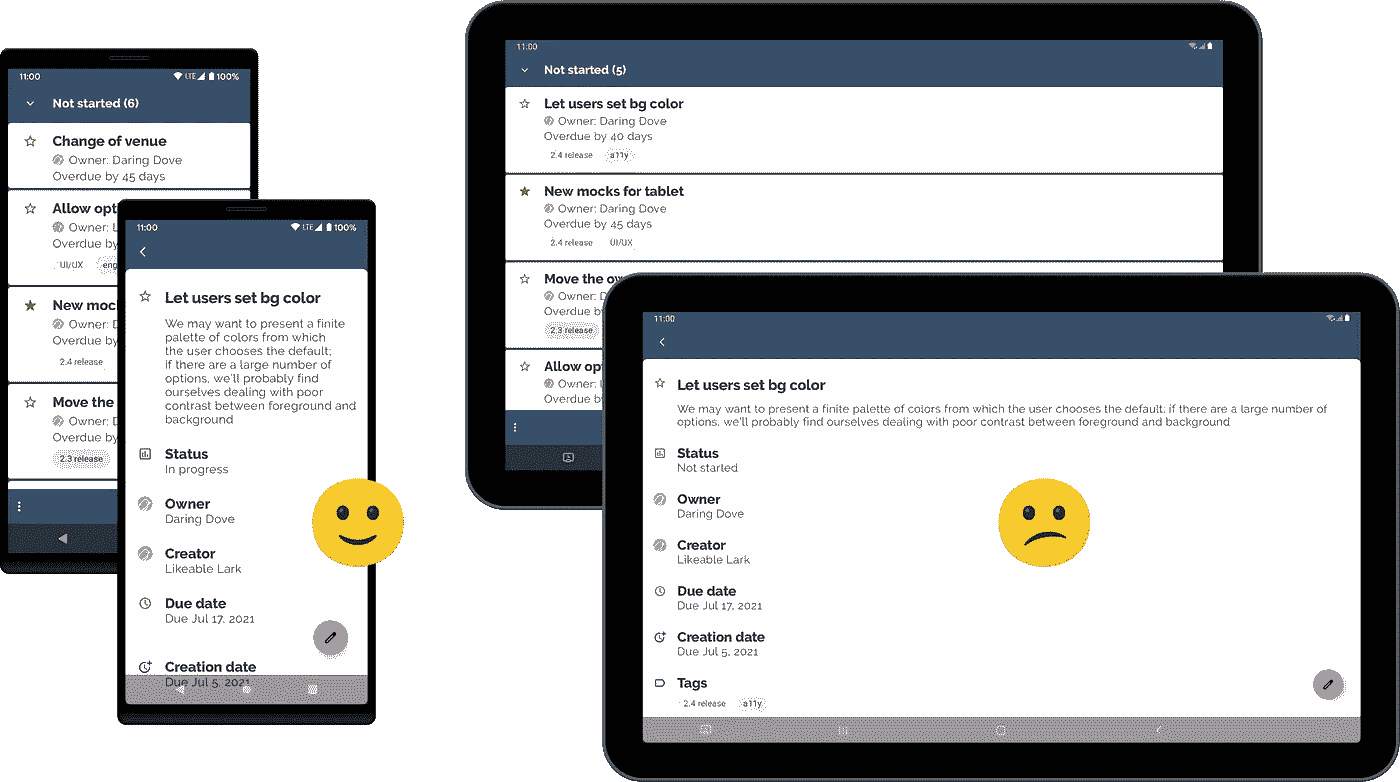 11:00
LTE 100%
Not started (6)
Change of venue
Owner: Daring Dove
Overdue by 45 days
Allow opt
Owner:
Overdue by
UI/UX
New moc
Owner:
Overdue by
2.4 release
Move the
Owner:
Overdue by
2.3 release
11:00
LTE 100%
Let users set bg color
We may want to present a finite
palette of colors from which
the user chooses the default;
if there are a large number of
options, we'll probably find
ourselves dealing with poor
contrast between foreground and
background
Status
In progress
Owner
Daring Dove
Creator
Likeable Lark
Due date
Due Jul 17, 2021
Creation date
Due Jul 5, 2021
11:00
Not started (5)
Let users set bg color
Owner: Daring Dove
Overdue by 40 days
2.4 release a11y
New mocks for tablet
Owner: Daring Dove
Overdue by 45 days
2.4 release UI/UX
Move the ow
Owner:
Overdue by
2.3 release
Allow op
Owner:
Overdue by
11:00
Let users set bg color
We may want to present a finite palette of colors from which the user chooses the default; if there are a large number of
options, we'll probably find ourselves dealing with poor contrast between foreground and background
Status
Not started
Owner
Daring Dove
Creator
Likeable Lark
Due date
Due Jul 17, 2021
Creation date
Due Jul 5, 2021
Tags
2.4 release a11y